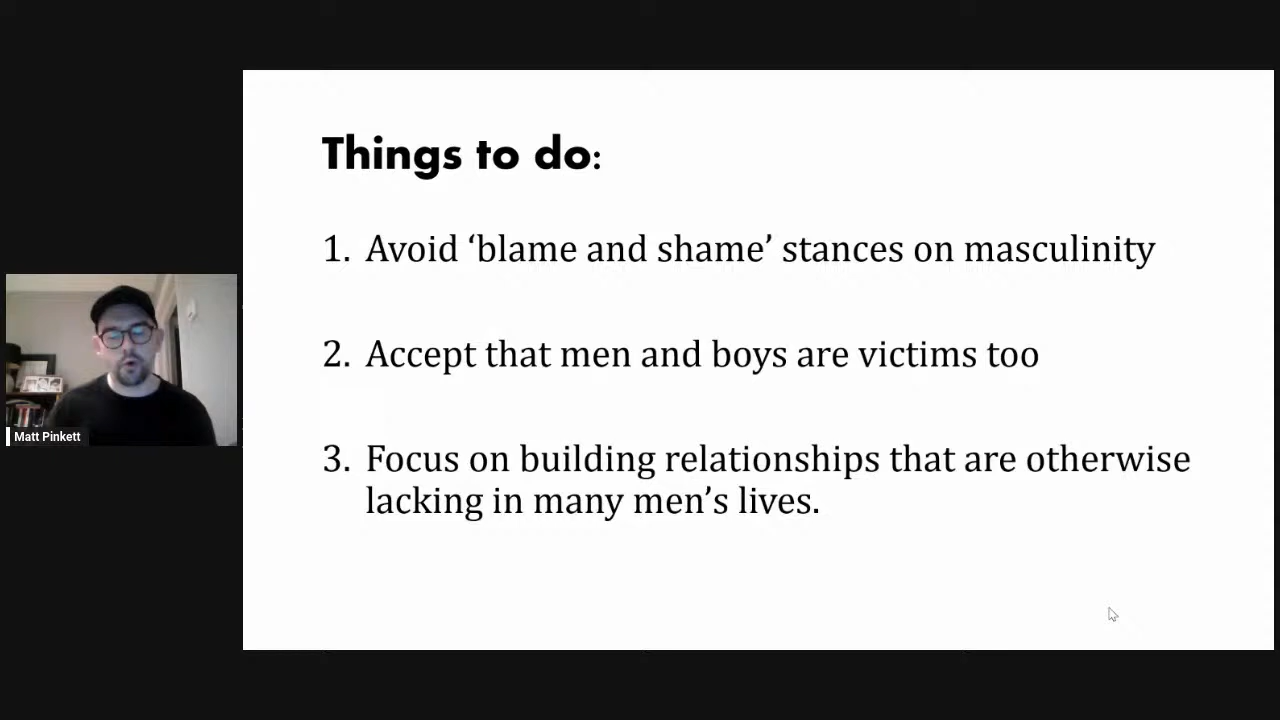 Things to do:
1. Avoid ‘blame and shame’ stances on masculinity
2. Accept that men and boys are victims too
3. Focus on building relationships that are otherwise
lacking in many men’s lives.
Matt Pinkett